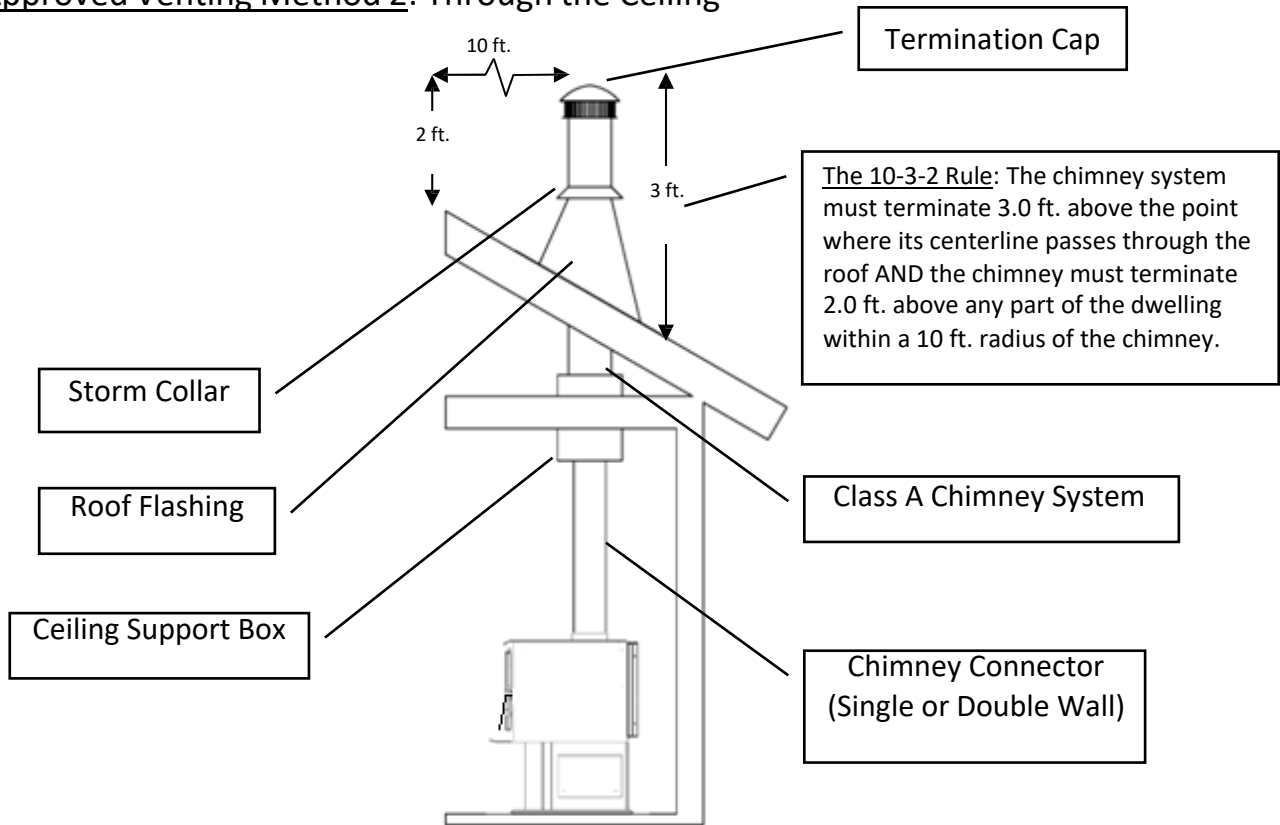 Approved Venting Method 2: Through the Ceiling
Termination Cap
10 ft.
2 ft.
3 ft.
The 10-3-2 Rule: The chimney system
must terminate 3.0 ft. above the point
where its centerline passes through the
roof AND the chimney must terminate
2.0 ft. above any part of the dwelling
within a 10 ft. radius of the chimney.
Storm Collar
Roof Flashing
Class A Chimney System
Ceiling Support Box
Chimney Connector
(Single or Double Wall)